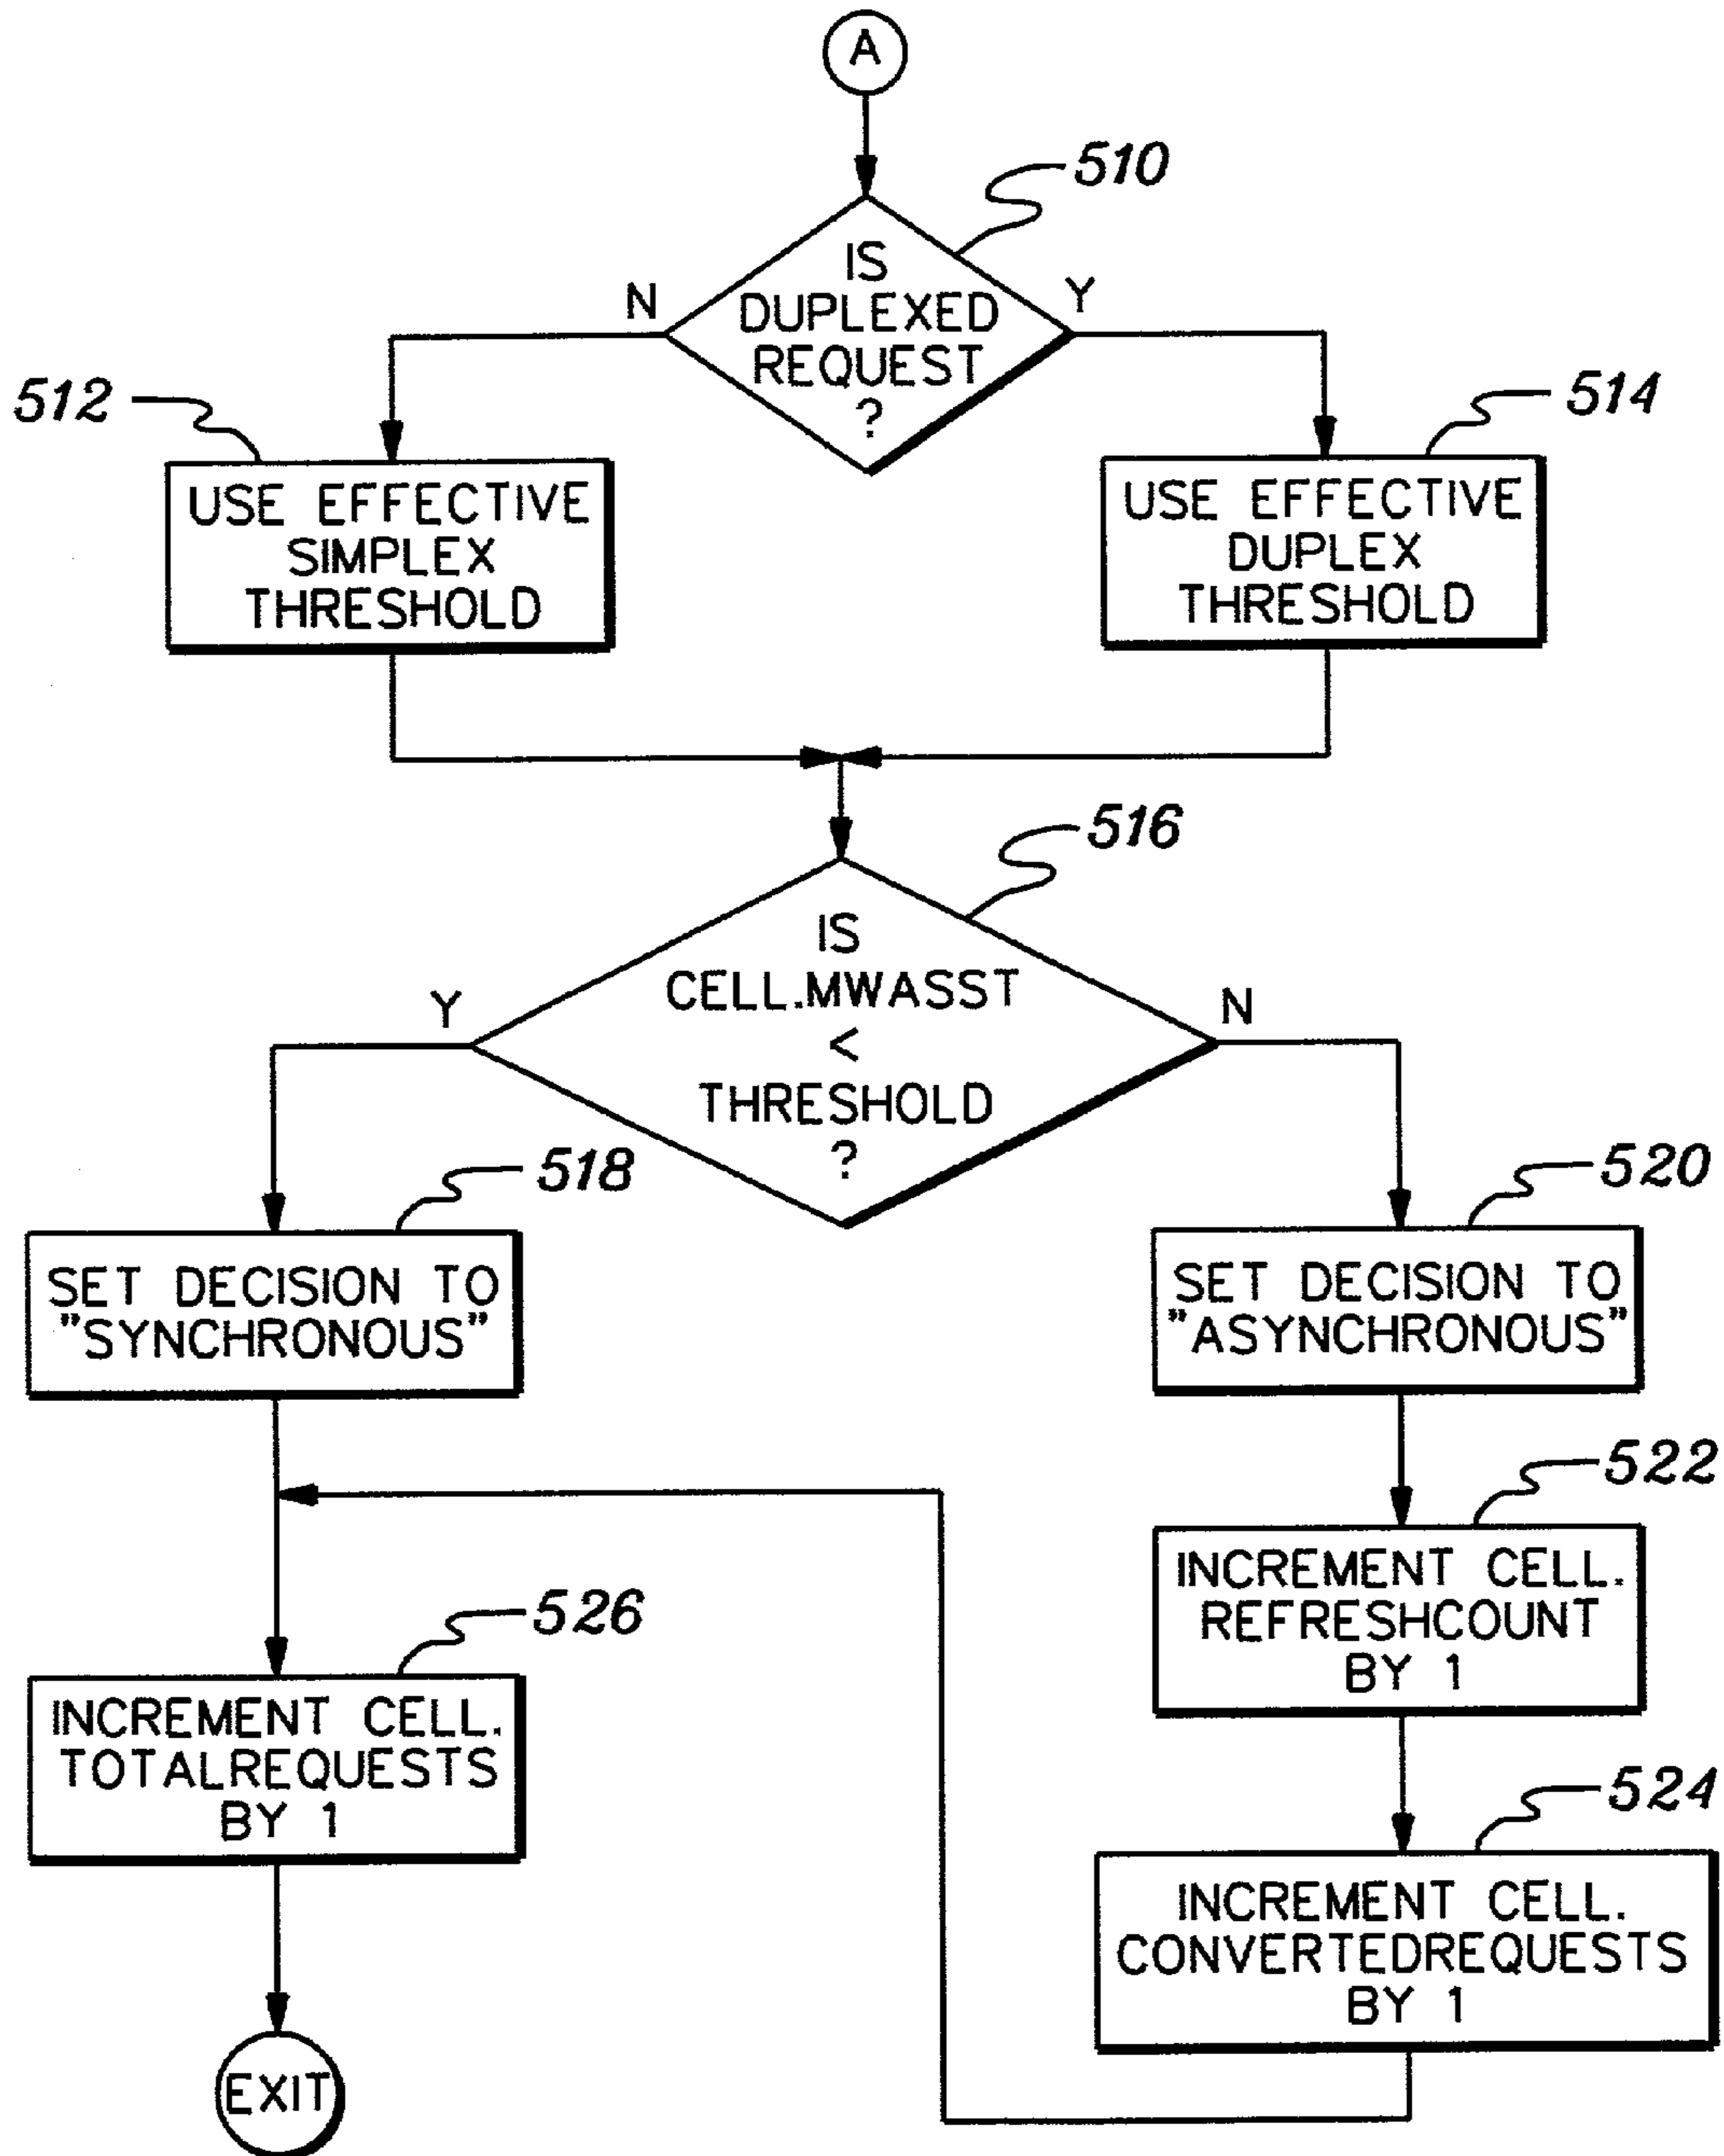 A
510
IS
DUPLEXED
REQUEST
?
N
Y
512
USE EFFECTIVE
SIMPLEX
THRESHOLD
514
USE EFFECTIVE
DUPLEX
THRESHOLD
516
IS
CELL.MWASST
<
THRESHOLD
?
Y
N
518
SET DECISION TO
"SYNCHRONOUS"
520
SET DECISION TO
"ASYNCHRONOUS"
522
INCREMENT CELL.
REFRESHCOUNT
BY 1
526
INCREMENT CELL.
TOTALREQUESTS
BY 1
524
INCREMENT CELL.
CONVERTEDREQUESTS
BY 1
EXIT